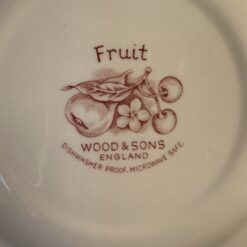 Fruit
WOOD & SONS
ENGLAND
DISHWASHER PROOF. MICROWAVE SAFE.